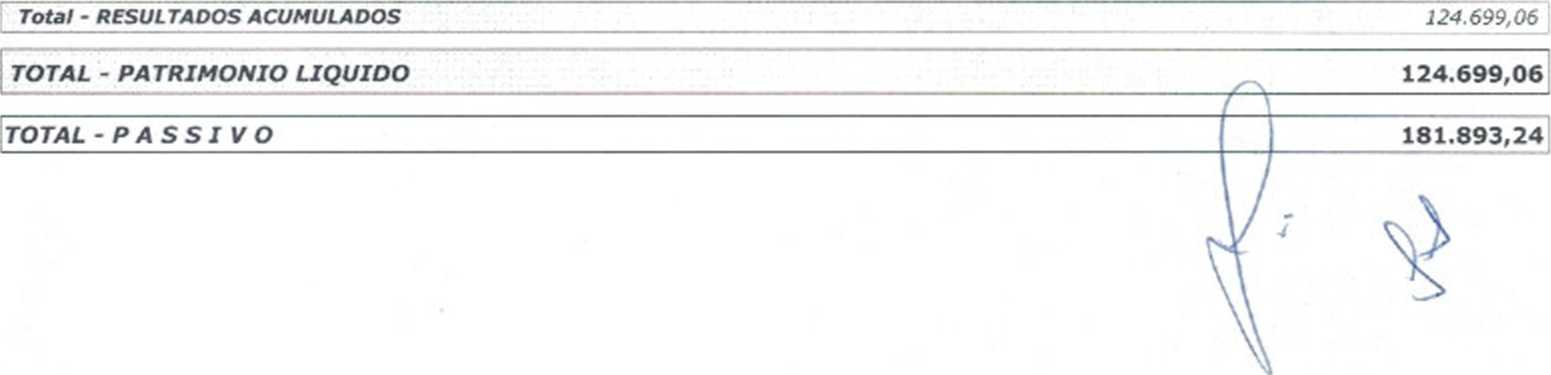 Total - RESULTADOS ACUMULADOS 124.699,06
TOTAL - PATRIMONIO LIQUIDO 124.699,06
TOTAL - P A S S I V O 181.893,24